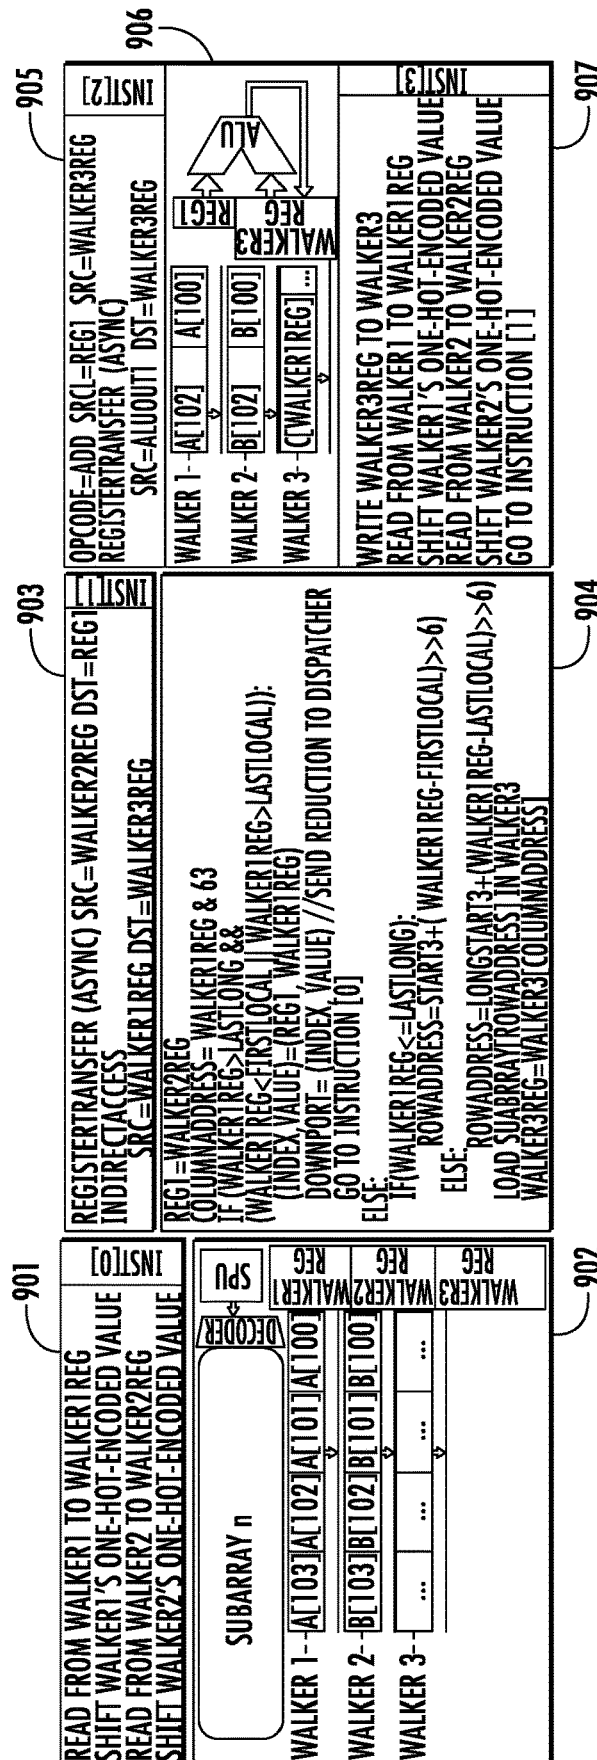 901
READ FROM WALKER1 TO WALKER1REG
SHIFT WALKER1'S ONE-HOT-ENCODED VALUE
READ FROM WALKER2 TO WALKER2REG
SHIFT WALKER2'S ONE-HOT-ENCODED VALUE
INST[0]
SUBARRAY n
DECODER
SPU
WALKER 1
A[103] A[102] A[101] A[100]
WALKER1 REG
WALKER 2
B[103] B[102] B[101] B[100]
WALKER2 REG
WALKER 3
... ... ... ...
WALKER3 REG
902
903
REGISTERTRANSFER (ASYNC) SRC=WALKER2REG DST=REG1
INDIRECTACCESS
SRC=WALKER1REG DST=WALKER3REG
INST[1]
REG1=WALKER2REG
COLUMNADDRESS= WALKER1REG & 63
IF (WALKER1REG>LASTLONG &&
(WALKER1REG<FIRSTLOCAL || WALKER1REG>LASTLOCAL)):
(INDEX,VALUE)=(REG1, WALKER1REG)
DOWNPORT= (INDEX, VALUE) //SEND REDUCTION TO DISPATCHER
GO TO INSTRUCTION [0]
ELSE:
IF(WALKER1REG<=LASTLONG):
ROWADDRESS=START3+( WALKER1REG-FIRSTLOCAL)>>6)
ELSE:
ROWADDRESS=LONGSTART3+(WALKER1REG-LASTLOCAL)>>6)
LOAD SUABRRAY[ROWADDRESS] IN WALKER3
WALKER3REG=WALKER3[COLUMNADDRESS]
904
905
OPCODE=ADD SRCL=REG1 SRC=WALKER3REG
REGISTERTRANSFER (ASYNC)
SRC=ALUOUT1 DST=WALKER3REG
INST[2]
906
WALKER 1
A[102] A[100]
REG1
ALU
WALKER 2
B[102] B[100]
WALKER3 REG
WALKER 3
C[WALKER1REG] ...
WRITE WALKER3REG TO WALKER3
READ FROM WALKER1 TO WALKER1REG
SHIFT WALKER1'S ONE-HOT-ENCODED VALUE
READ FROM WALKER2 TO WALKER2REG
SHIFT WALKER2'S ONE-HOT-ENCODED VALUE
GO TO INSTRUCTION [1]
INST[3]
907